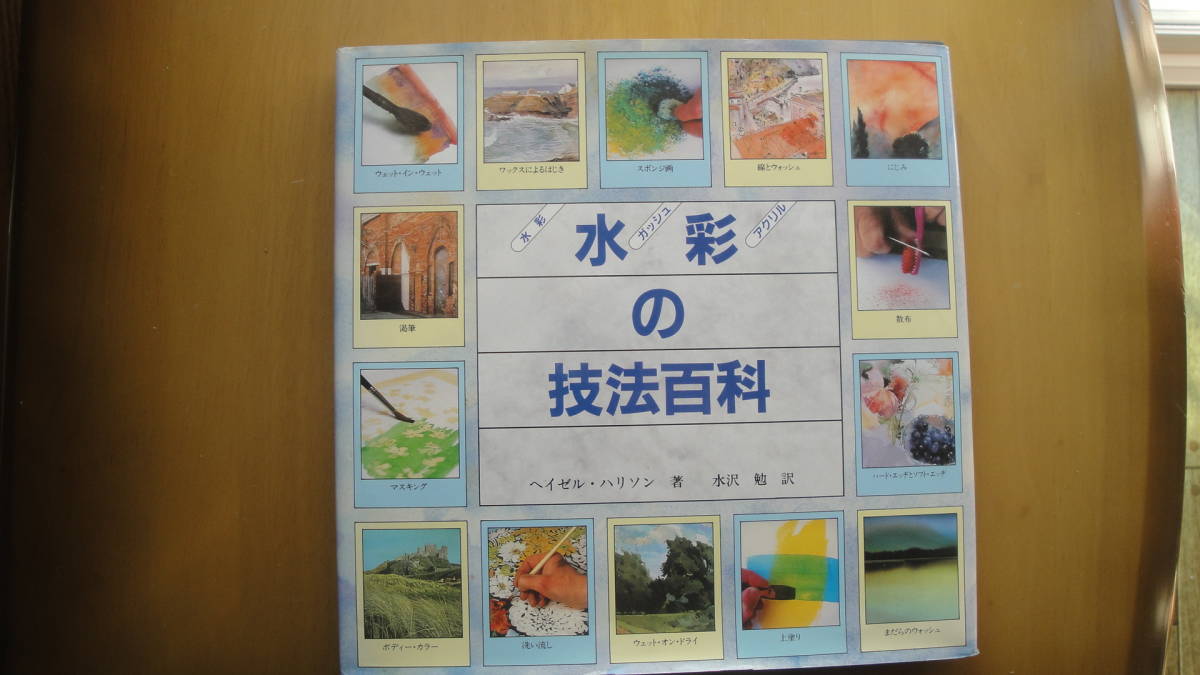 ウェット・イン・ウェット
ワックスによるはじき
スポンジ画
線とウォッシュ
にじみ
水彩
ガッシュ
アクリル
水彩
の
技法百科
ヘイゼル・ハリソン 著 水沢 勉 訳
渇筆
散布
マスキング
ハード・エッヂとソフト・エッヂ
ボディー・カラー
洗い流し
ウェット・オン・ドライ
上塗り
まだらのウォッシュ